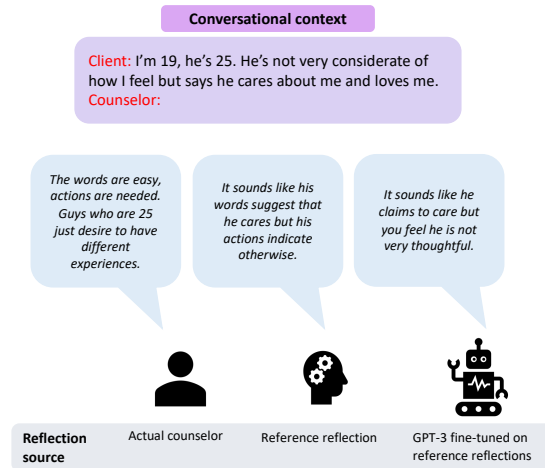 Conversational context
Client: I'm 19, he's 25. He's not very considerate of
how I feel but says he cares about me and loves me.
Counselor:
The words are easy,
actions are needed.
Guys who are 25
just desire to have
different
experiences.
It sounds like his
words suggest that
he cares but his
actions indicate
otherwise.
It sounds like he
claims to care but
you feel he is not
very thoughtful.
Reflection
source
Actual counselor
Reference reflection
GPT-3 fine-tuned on
reference reflections